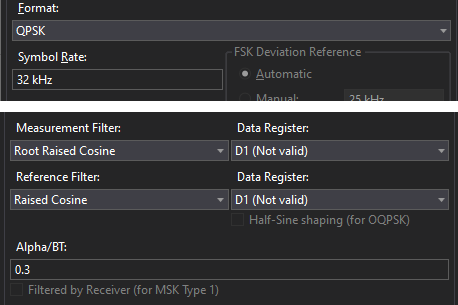 Format:
QPSK
Symbol Rate:
FSK Deviation Reference
32 kHz
Automatic
Manual:
25 kHz
Measurement Filter:
Data Register:
Root Raised Cosine
D1 (Not valid)
Reference Filter:
Data Register:
Raised Cosine
D1 (Not valid)
Half-Sine shaping (for OQPSK)
Alpha/BT:
0.3
Filtered by Receiver (for MSK Type 1)